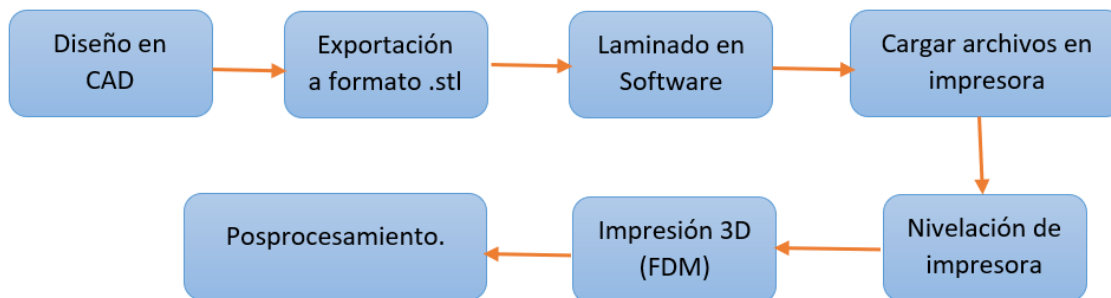 Diseño en
CAD
Exportación
a formato .stl
Laminado en
Software
Cargar archivos en
impresora
Nivelación de
impresora
Impresión 3D
(FDM)
Posprocesamiento.